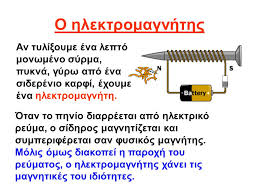 Ο ηλεκτρομαγνήτης
Αν τυλίξουμε ένα λεπτό
μονωμένο σύρμα,
πυκνά, γύρω από ένα
σιδερένιο καρφί, έχουμε
ένα ηλεκτρομαγνήτη.
N S
Battery
Όταν το πηνίο διαρρέεται από ηλεκτρικό
ρεύμα, ο σίδηρος μαγνητίζεται και
συμπεριφέρεται σαν φυσικός μαγνήτης.
Μόλις όμως διακοπεί η παροχή του
ρεύματος, ο ηλεκτρομαγνήτης χάνει τις
μαγνητικές του ιδιότητες.